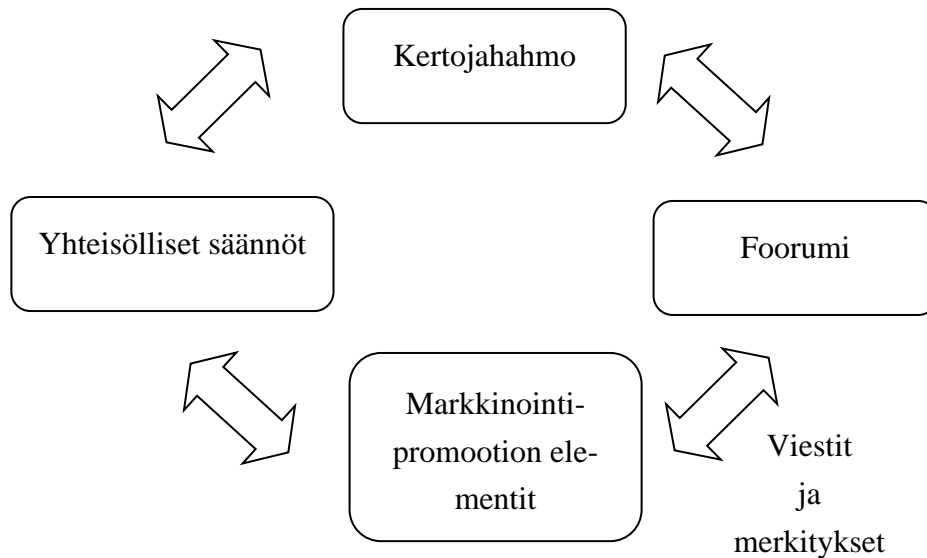 Kertojahahmo
Yhteisölliset säännöt
Foorumi
Markkinointi-
promootion ele-
mentit
Viestit
ja
merkitykset